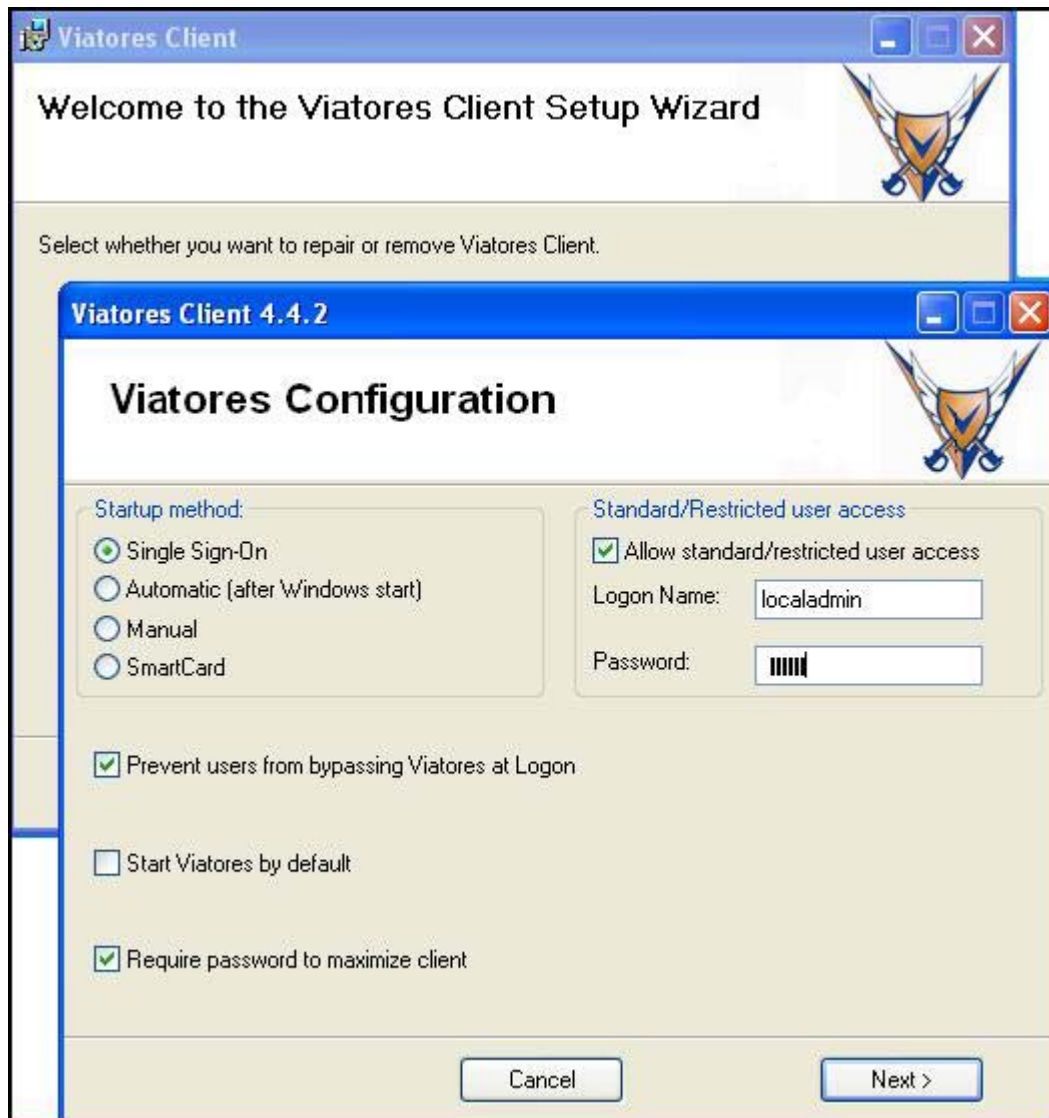 Viatores Client
Welcome to the Viatores Client Setup Wizard
Select whether you want to repair or remove Viatores Client.
Viatores Client 4.4.2
Viatores Configuration
Startup method:
Single Sign-On
Automatic (after Windows start)
Manual
SmartCard
Standard/Restricted user access
Allow standard/restricted user access
Logon Name: localadmin
Password:
Prevent users from bypassing Viatores at Logon
Start Viatores by default
Require password to maximize client
Cancel
Next >